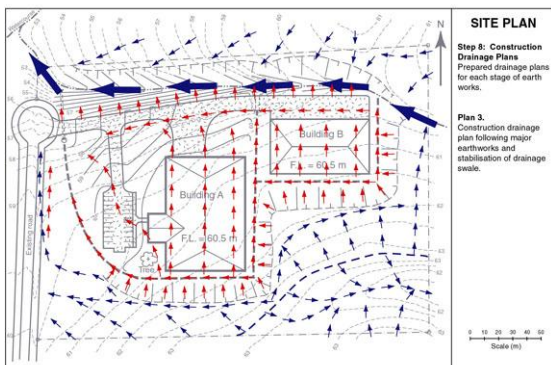 SITE PLAN
Step 8: Construction
Drainage Plans
Prepared drainage plans
for each stage of earth
works.
Plan 3.
Construction drainage
plan following major
earthworks and
stabilisation of drainage
swale.
N
Building B
F.L. = 60.5 m
Building A
F.L. = 60.5 m
Tree
Existing road
0 10 20 30 40 50
Scale (m)